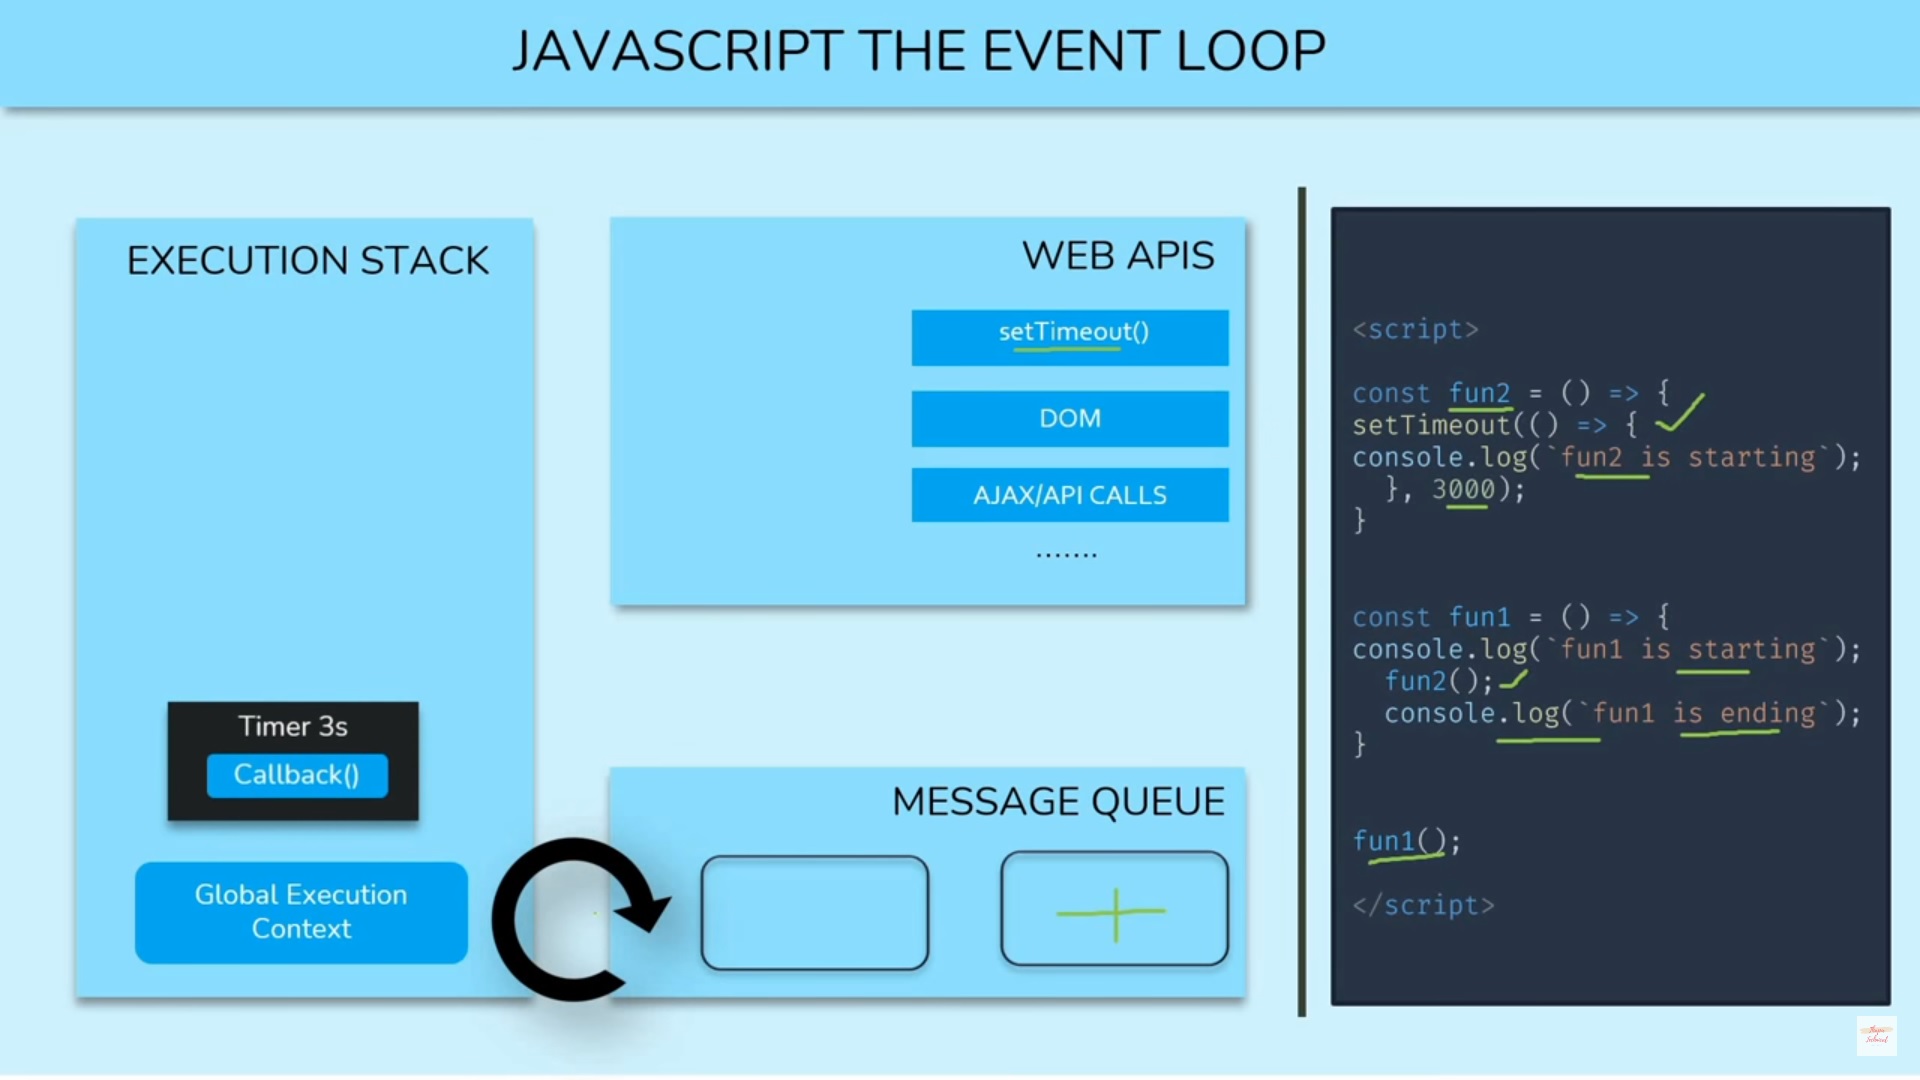 JAVASCRIPT THE EVENT LOOP
EXECUTION STACK
Timer 3s
Callback()
Global Execution
Context
WEB APIS
setTimeout()
DOM
AJAX/API CALLS
.......
MESSAGE QUEUE
<script>
const fun2 = () => {
setTimeout(() => {
console.log(`fun2 is starting`);
}, 3000);
}
const fun1 = () => {
console.log(`fun1 is starting`);
fun2();
console.log(`fun1 is ending`);
}
fun1();
</script>